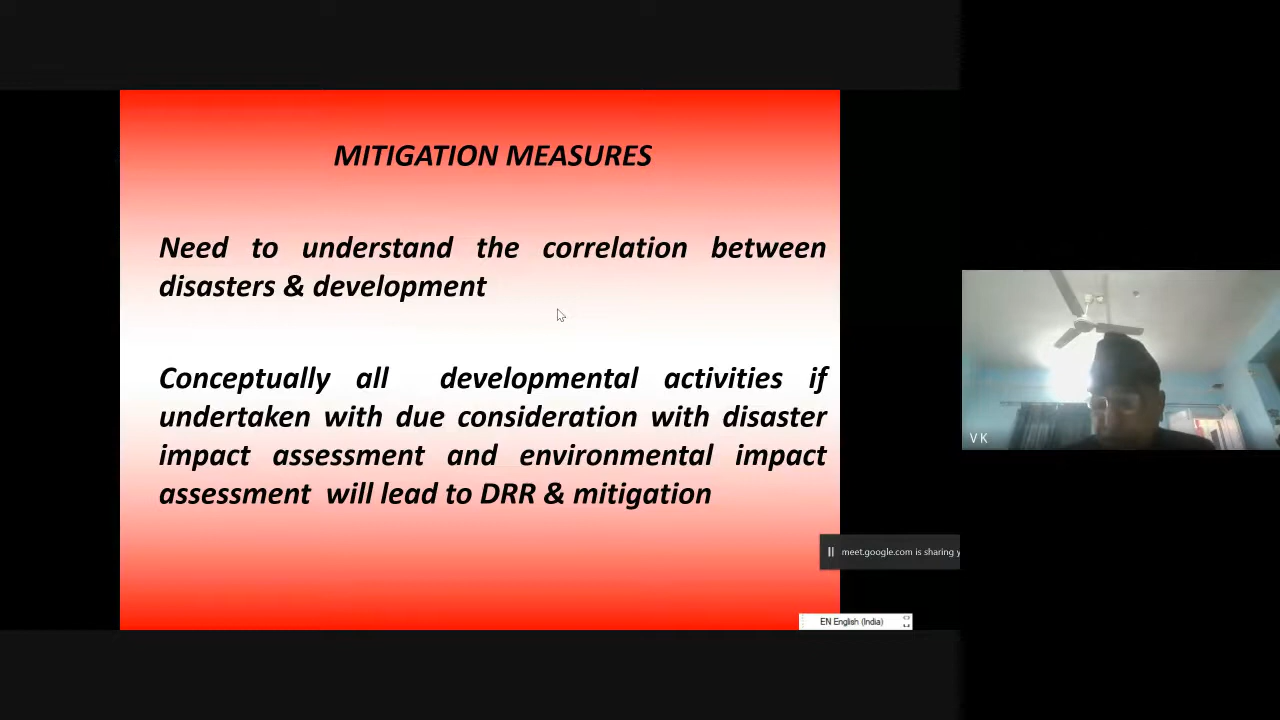 MITIGATION MEASURES
Need to understand the correlation between
disasters & development
Conceptually all developmental activities if
undertaken with due consideration with disaster
impact assessment and environmental impact
assessment will lead to DRR & mitigation
V K
meet.google.com is sharing y
EN English (India)